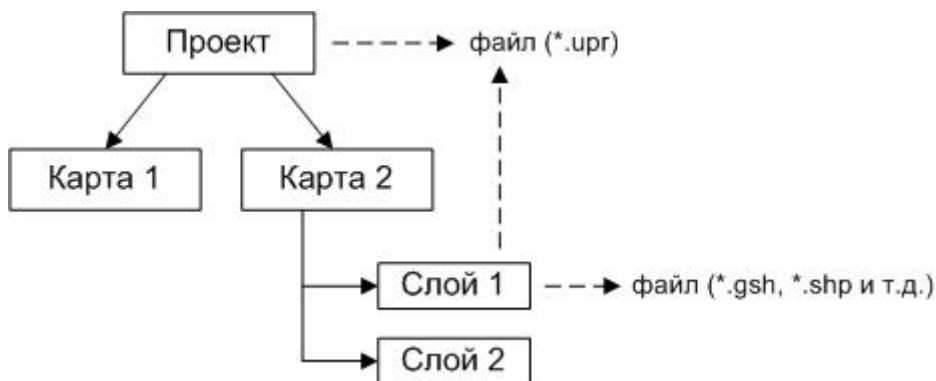 Проект
файл (*.upr)
Карта 1
Карта 2
Слой 1
файл (*.gsh, *.shp и т.д.)
Слой 2